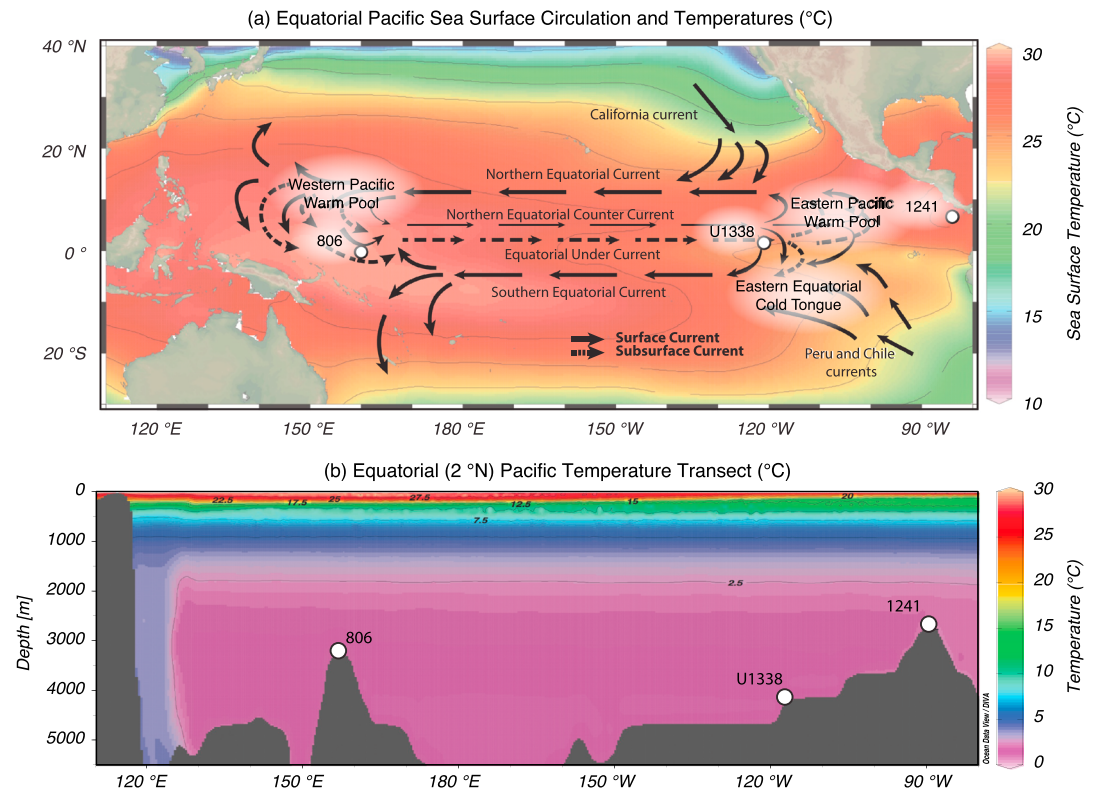 (a) Equatorial Pacific Sea Surface Circulation and Temperatures (°C)
40 °N
20 °N
0 °
20 °S
California current
Northern Equatorial Current
Western Pacific
Warm Pool
Northern Equatorial Counter Current
Eastern Pacific
Warm Pool
1241
U1338
806
Equatorial Under Current
Southern Equatorial Current
Eastern Equatorial
Cold Tongue
Surface Current
Subsurface Current
Peru and Chile
currents
120 °E
150 °E
180 °E
150 °W
120 °W
90 °W
30
25
20
15
10
Sea Surface Temperature (°C)
(b) Equatorial (2 °N) Pacific Temperature Transect (°C)
0
1000
2000
3000
4000
5000
Depth [m]
22.5
17.5
25
27.5
12.5
15
20
7.5
2.5
806
U1338
1241
120 °E
150 °E
180 °E
150 °W
120 °W
90 °W
Ocean Data View / DIVA
30
25
20
15
10
5
0
Temperature (°C)